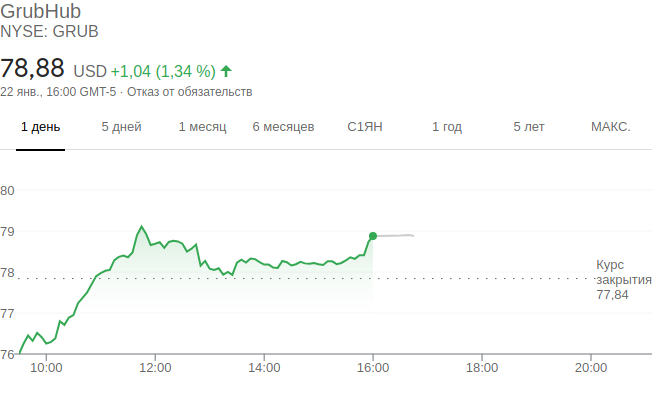 GrubHub
NYSE: GRUB
78,88 USD +1,04 (1,34 %)
22 янв., 16:00 GMT-5 · Отказ от обязательств
1 день 5 дней 1 месяц 6 месяцев С1ЯН 1 год 5 лет МАКС.
80
79
78
77
76
Курс
закрытия
77,84
10:00 12:00 14:00 16:00 18:00 20:00